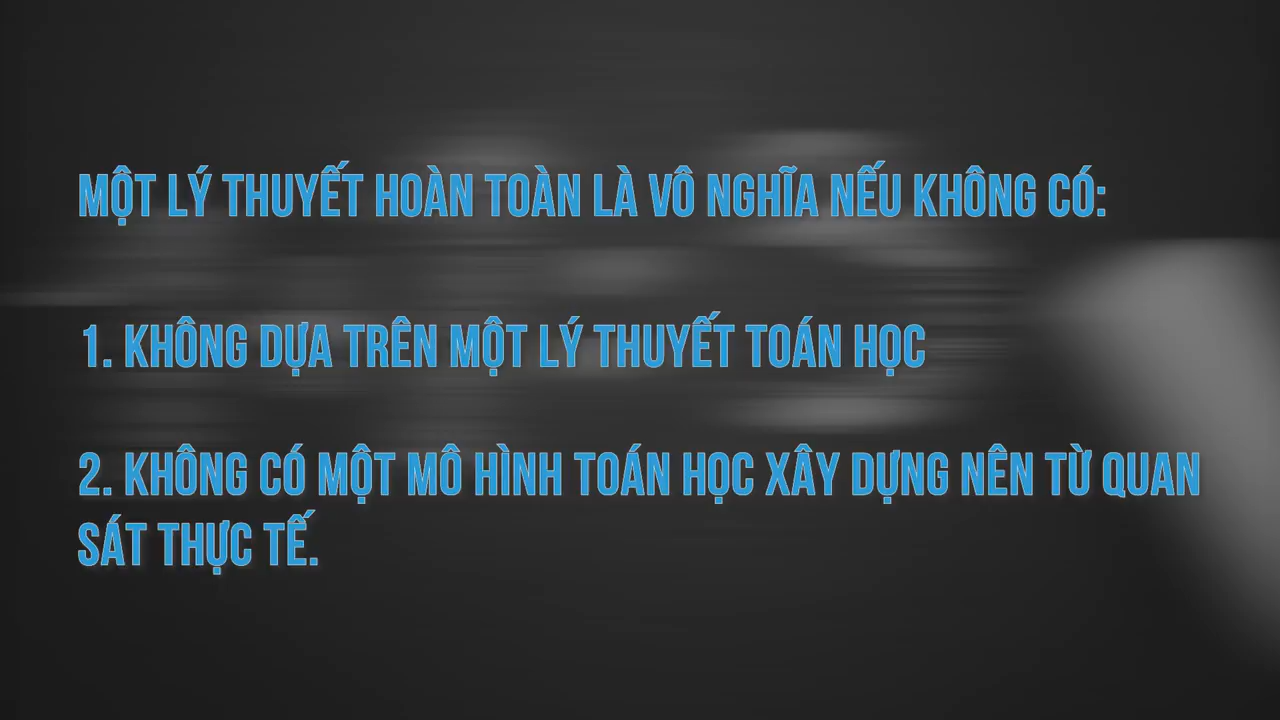 MỘT LÝ THUYẾT HOÀN TOÀN LÀ VÔ NGHĨA NẾU KHÔNG CÓ:
1. KHÔNG DỰA TRÊN MỘT LÝ THUYẾT TOÁN HỌC
2. KHÔNG CÓ MỘT MÔ HÌNH TOÁN HỌC XÂY DỰNG NÊN TỪ QUAN
SÁT THỰC TẾ.